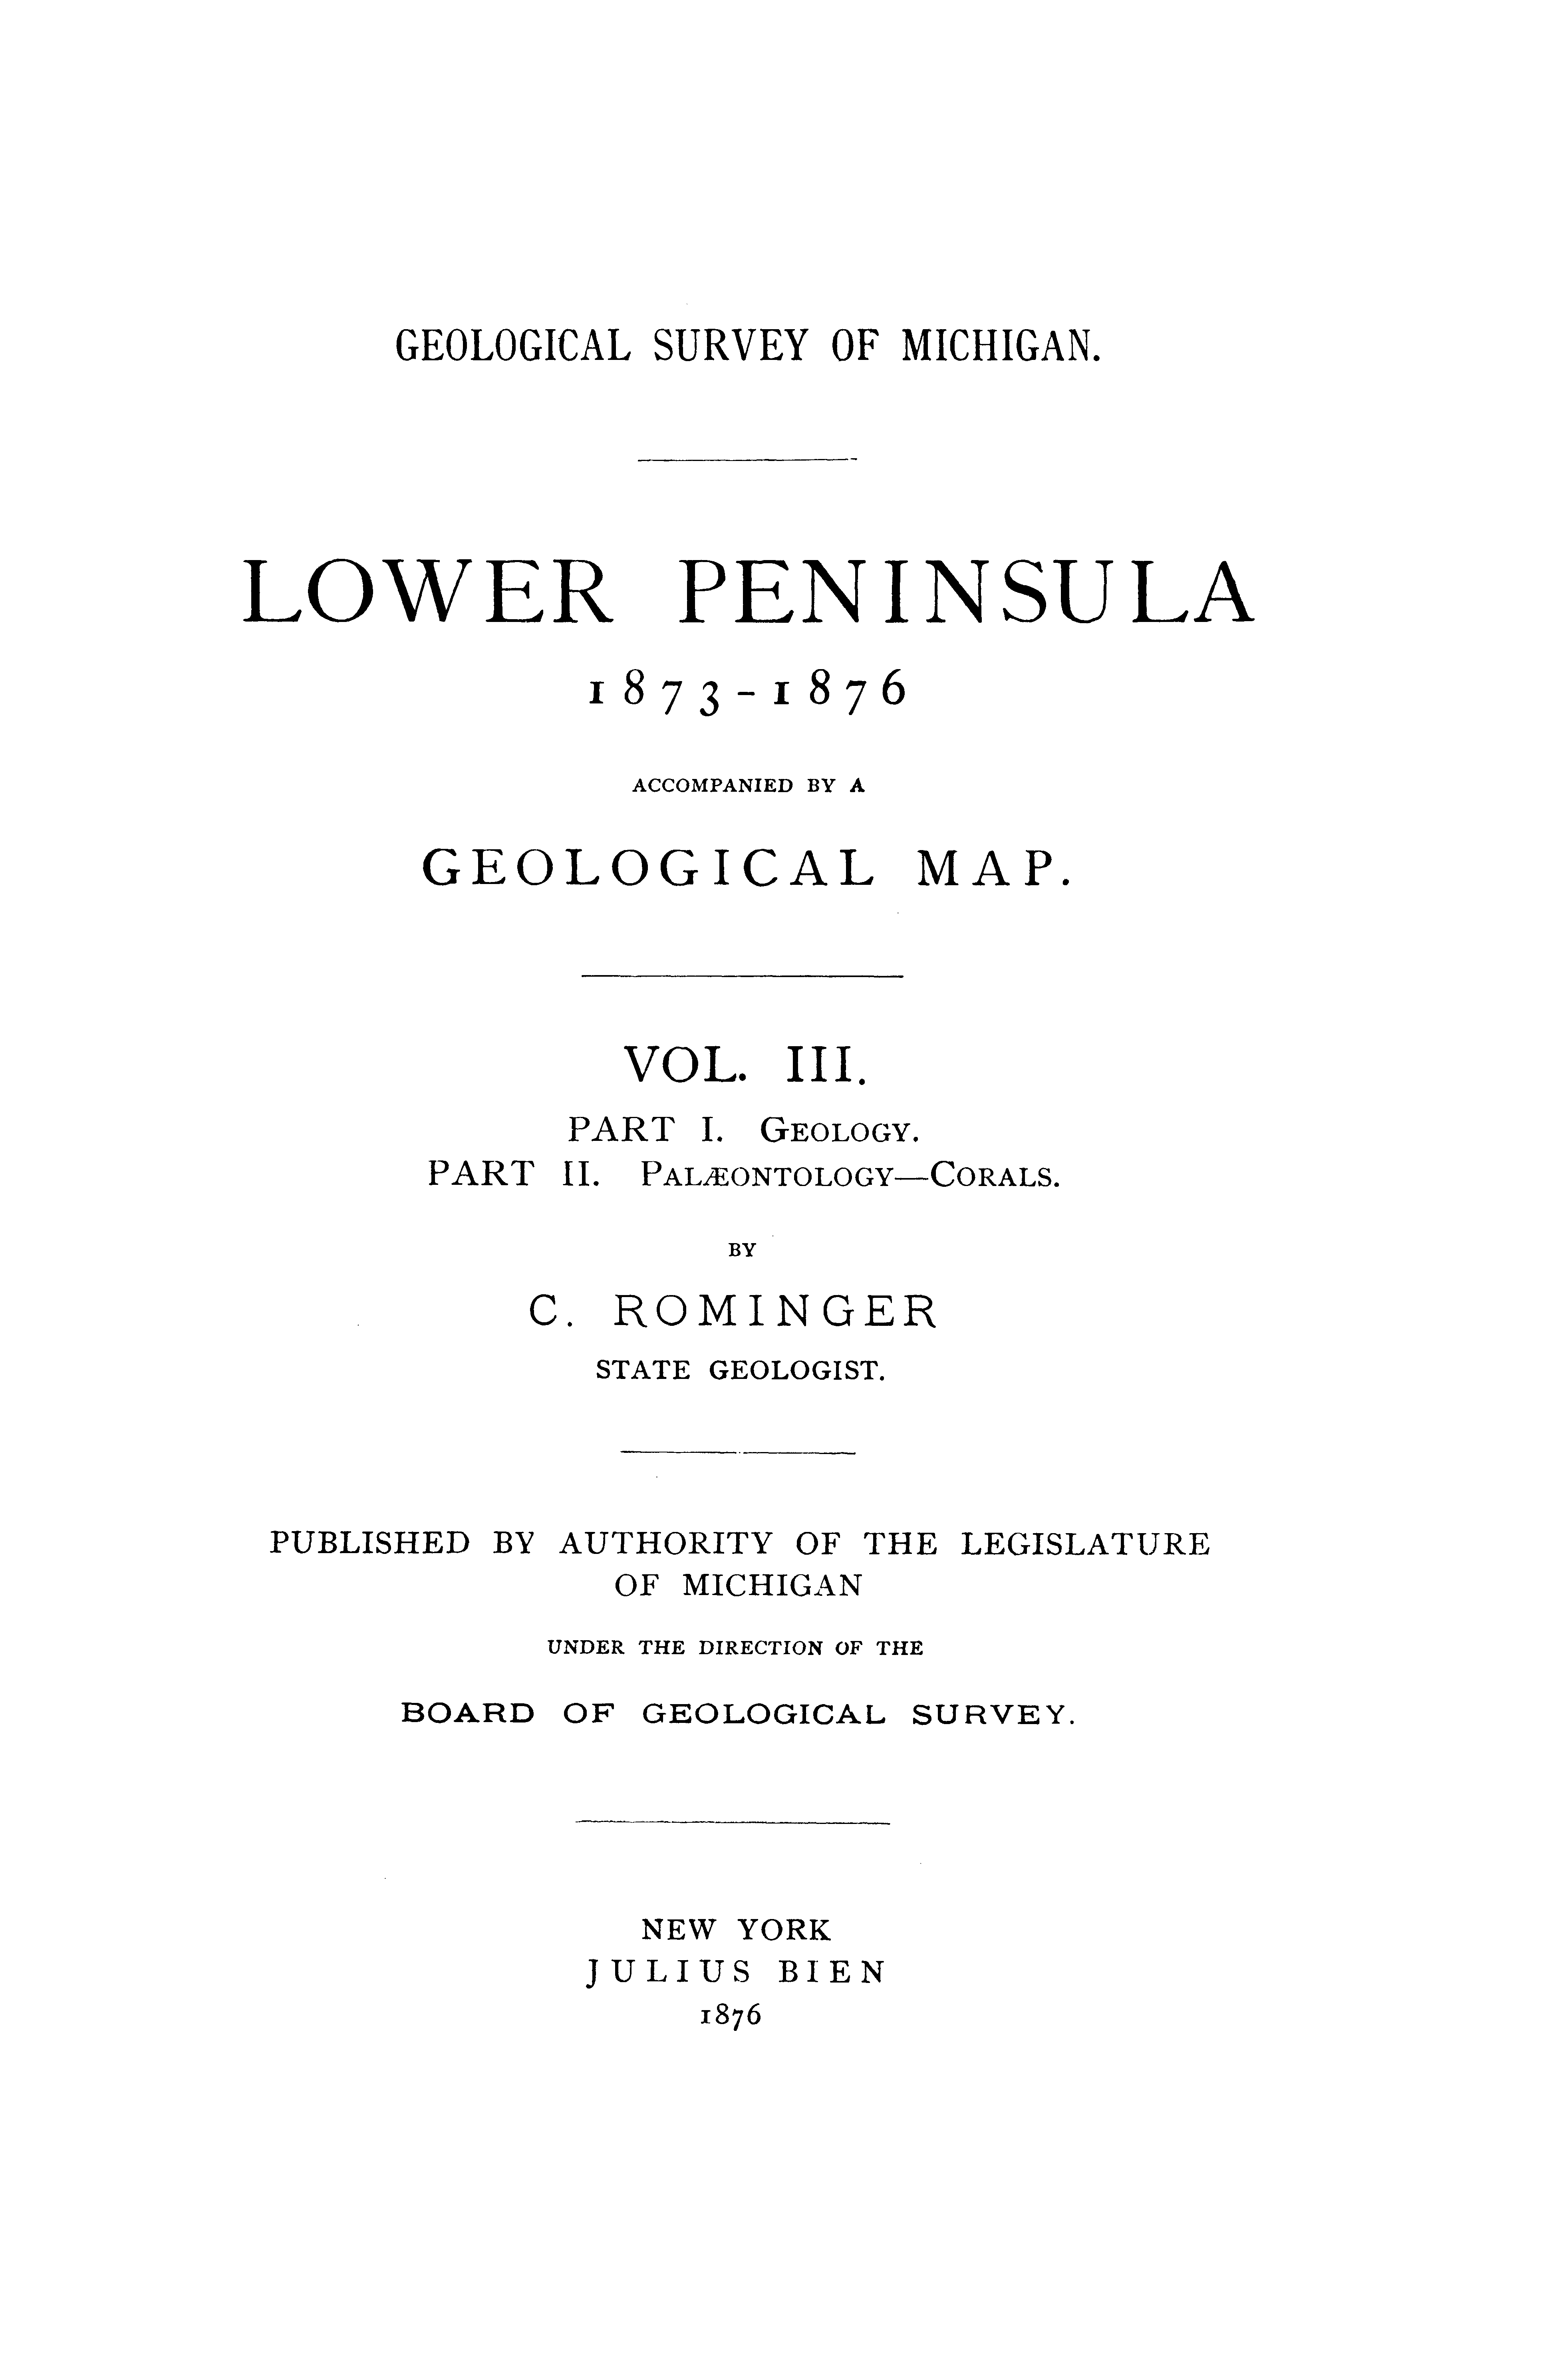 GEOLOGICAL SURVEY OF MICHIGAN.
LOWER PENINSULA
1873-1876
ACCOMPANIED BY A
GEOLOGICAL MAP.
VOL. III.
PART I. GEOLOGY.
PART II. PALÆONTOLOGY—CORALS.
BY
C. ROMINGER
STATE GEOLOGIST.
PUBLISHED BY AUTHORITY OF THE LEGISLATURE
OF MICHIGAN
UNDER THE DIRECTION OF THE
BOARD OF GEOLOGICAL SURVEY.
NEW YORK
JULIUS BIEN
1876